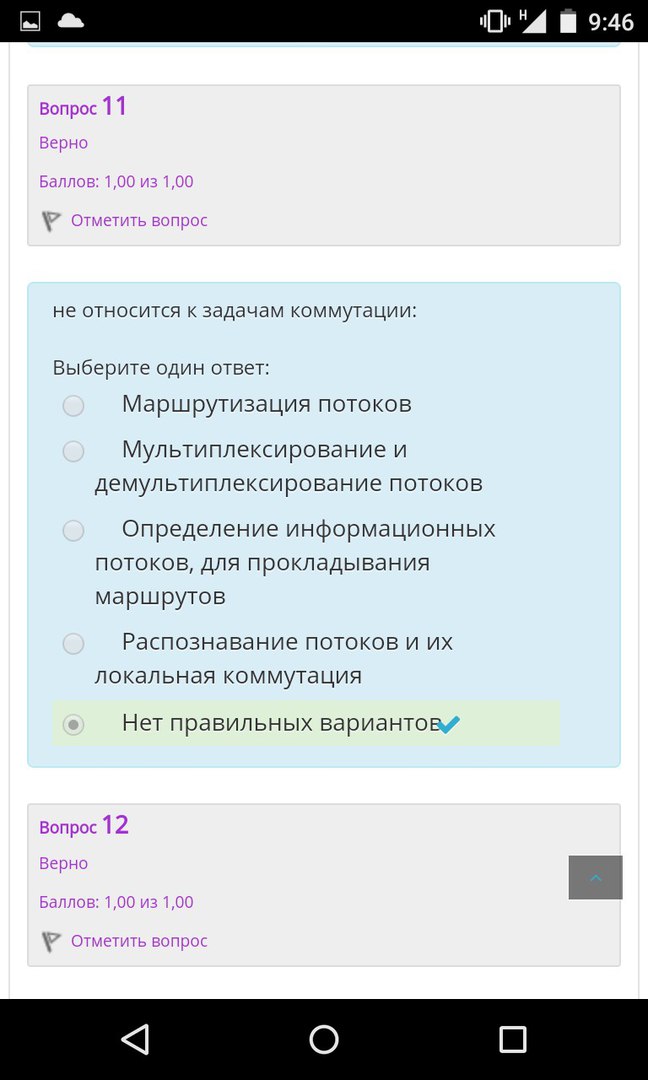 H 9:46
Вопрос 11
Верно
Баллов: 1,00 из 1,00
Отметить вопрос
не относится к задачам коммутации:
Выберите один ответ:
Маршрутизация потоков
Мультиплексирование и
демультиплексирование потоков
Определение информационных
потоков, для прокладывания
маршрутов
Распознавание потоков и их
локальная коммутация
Нет правильных вариантов
Вопрос 12
Верно
Баллов: 1,00 из 1,00
Отметить вопрос